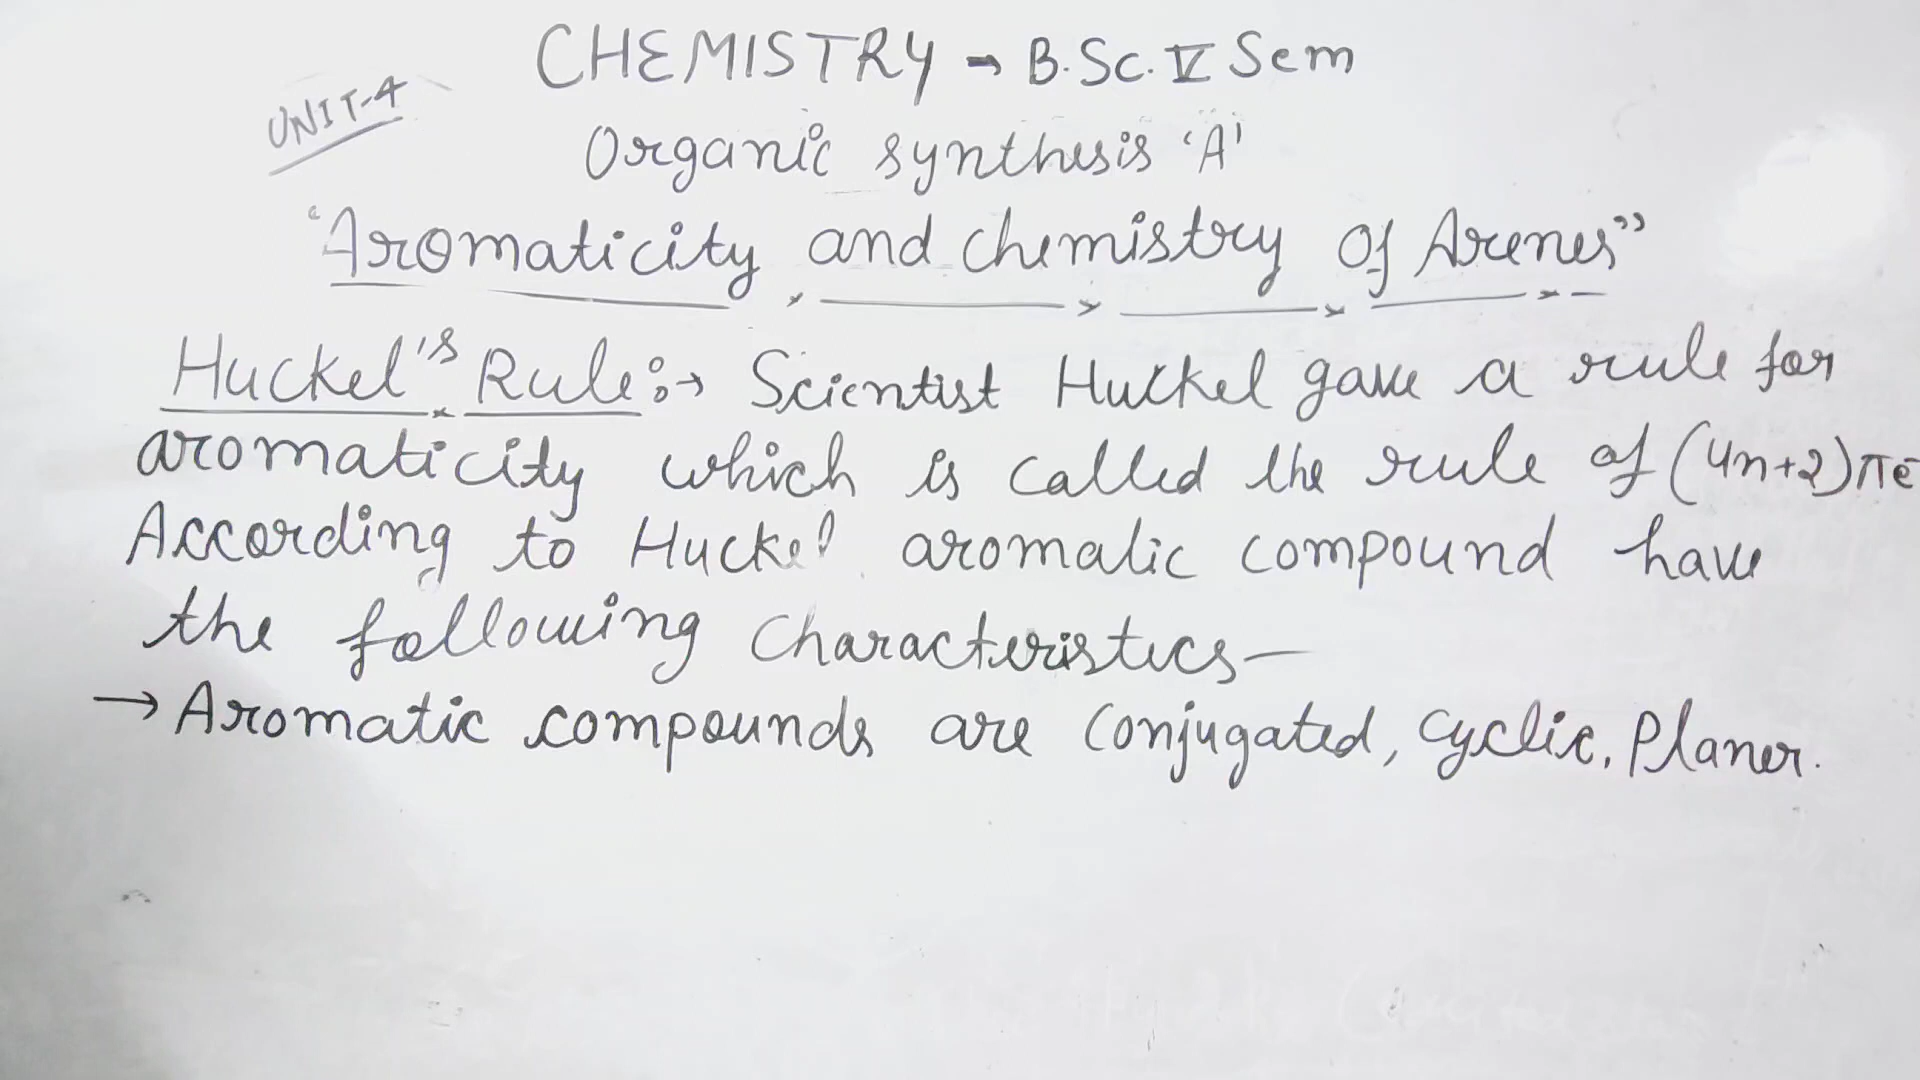 CHEMISTRY → B.Sc. V Sem
UNIT-4
Organic synthesis 'A'
"Aromaticity and chemistry Of Arenes"
Huckel's Rule:→ Scientist Huckel gave a rule for
aromaticity which is called the rule of (4n+2)πe⁻
According to Huckel aromatic compound have
the following characteristics—
→ Aromatic compounds are conjugated, cyclic, Planer.